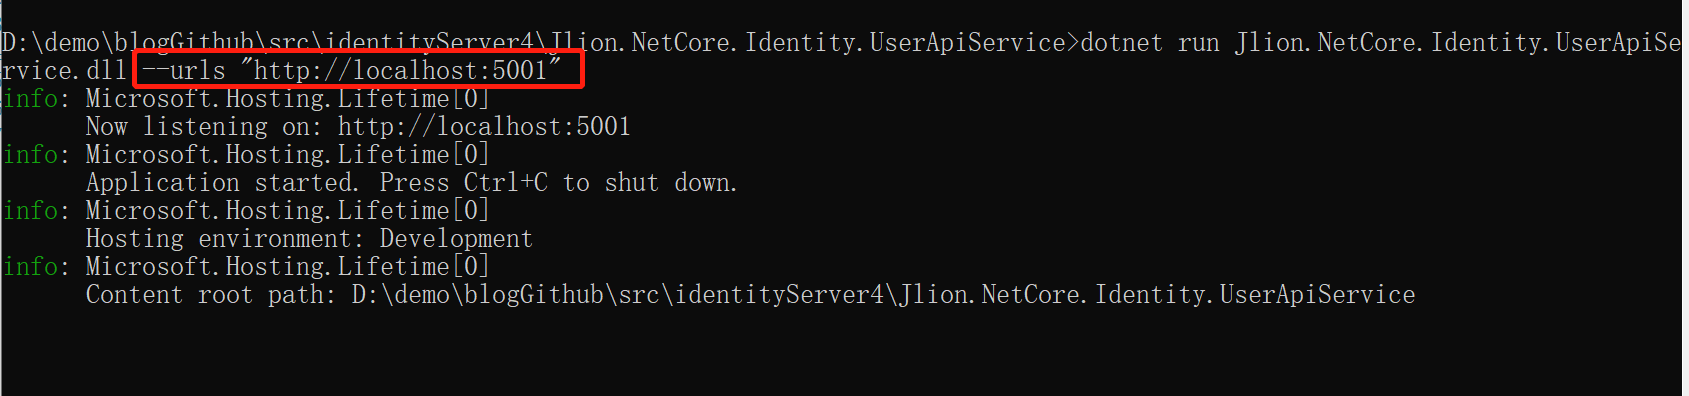 D:\demo\blogGithub\src\identityServer4\Jlion.NetCore.Identity.UserApiService>dotnet run Jlion.NetCore.Identity.UserApiSe
rvice.dll --urls "http://localhost:5001"
info: Microsoft.Hosting.Lifetime[0]
      Now listening on: http://localhost:5001
info: Microsoft.Hosting.Lifetime[0]
      Application started. Press Ctrl+C to shut down.
info: Microsoft.Hosting.Lifetime[0]
      Hosting environment: Development
info: Microsoft.Hosting.Lifetime[0]
      Content root path: D:\demo\blogGithub\src\identityServer4\Jlion.NetCore.Identity.UserApiService